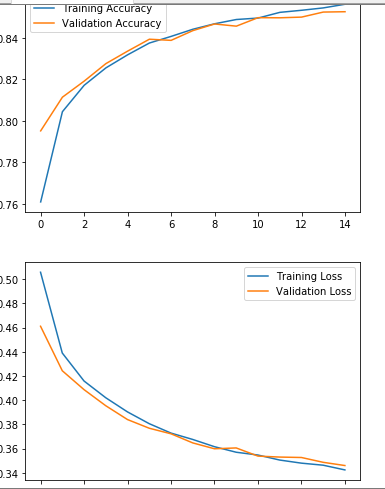 Training Accuracy
Validation Accuracy
0.84
0.82
0.80
0.78
0.76
0 2 4 6 8 10 12 14
Training Loss
Validation Loss
0.50
0.48
0.46
0.44
0.42
0.40
0.38
0.36
0.34